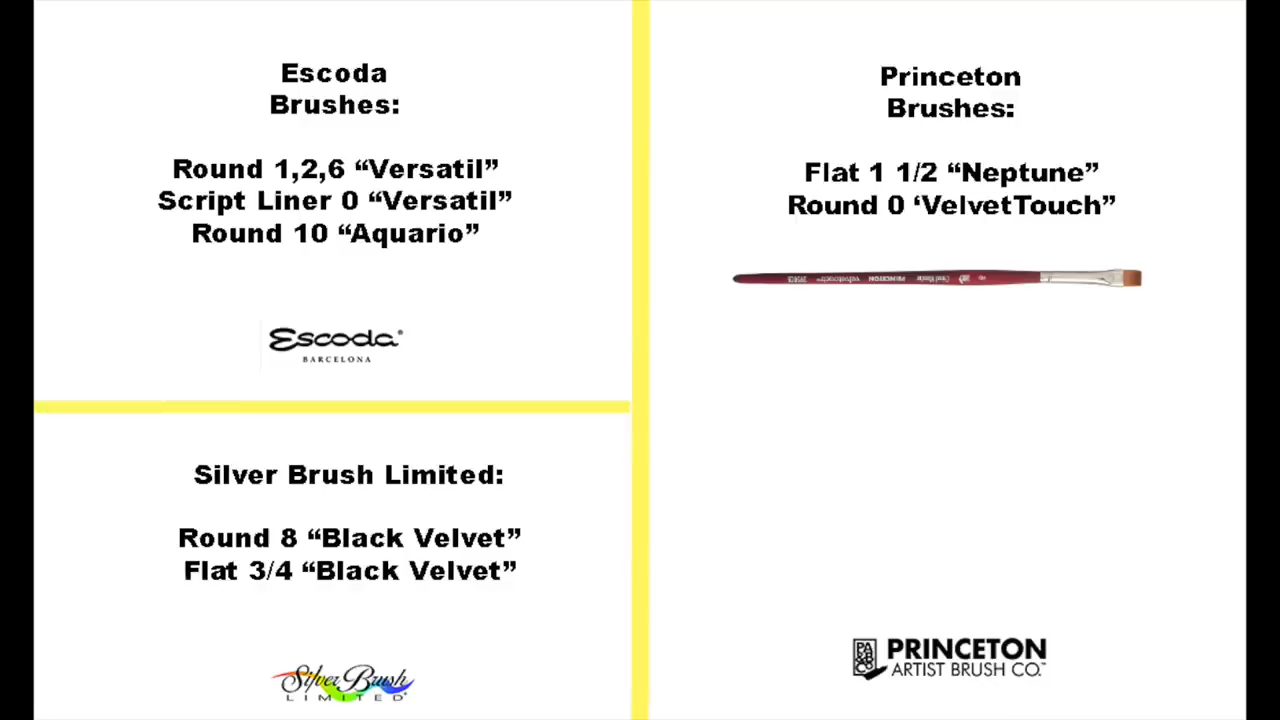 Escoda
Brushes:
Round 1,2,6 “Versatil”
Script Liner 0 “Versatil”
Round 10 “Aquario”
Escoda®
BARCELONA
Silver Brush Limited:
Round 8 “Black Velvet”
Flat 3/4 “Black Velvet”
Silver Brush
LIMITED®
Princeton
Brushes:
Flat 1 1/2 “Neptune”
Round 0 ‘VelvetTouch”
PRINCETON
PRINCETON
ARTIST BRUSH CO.™